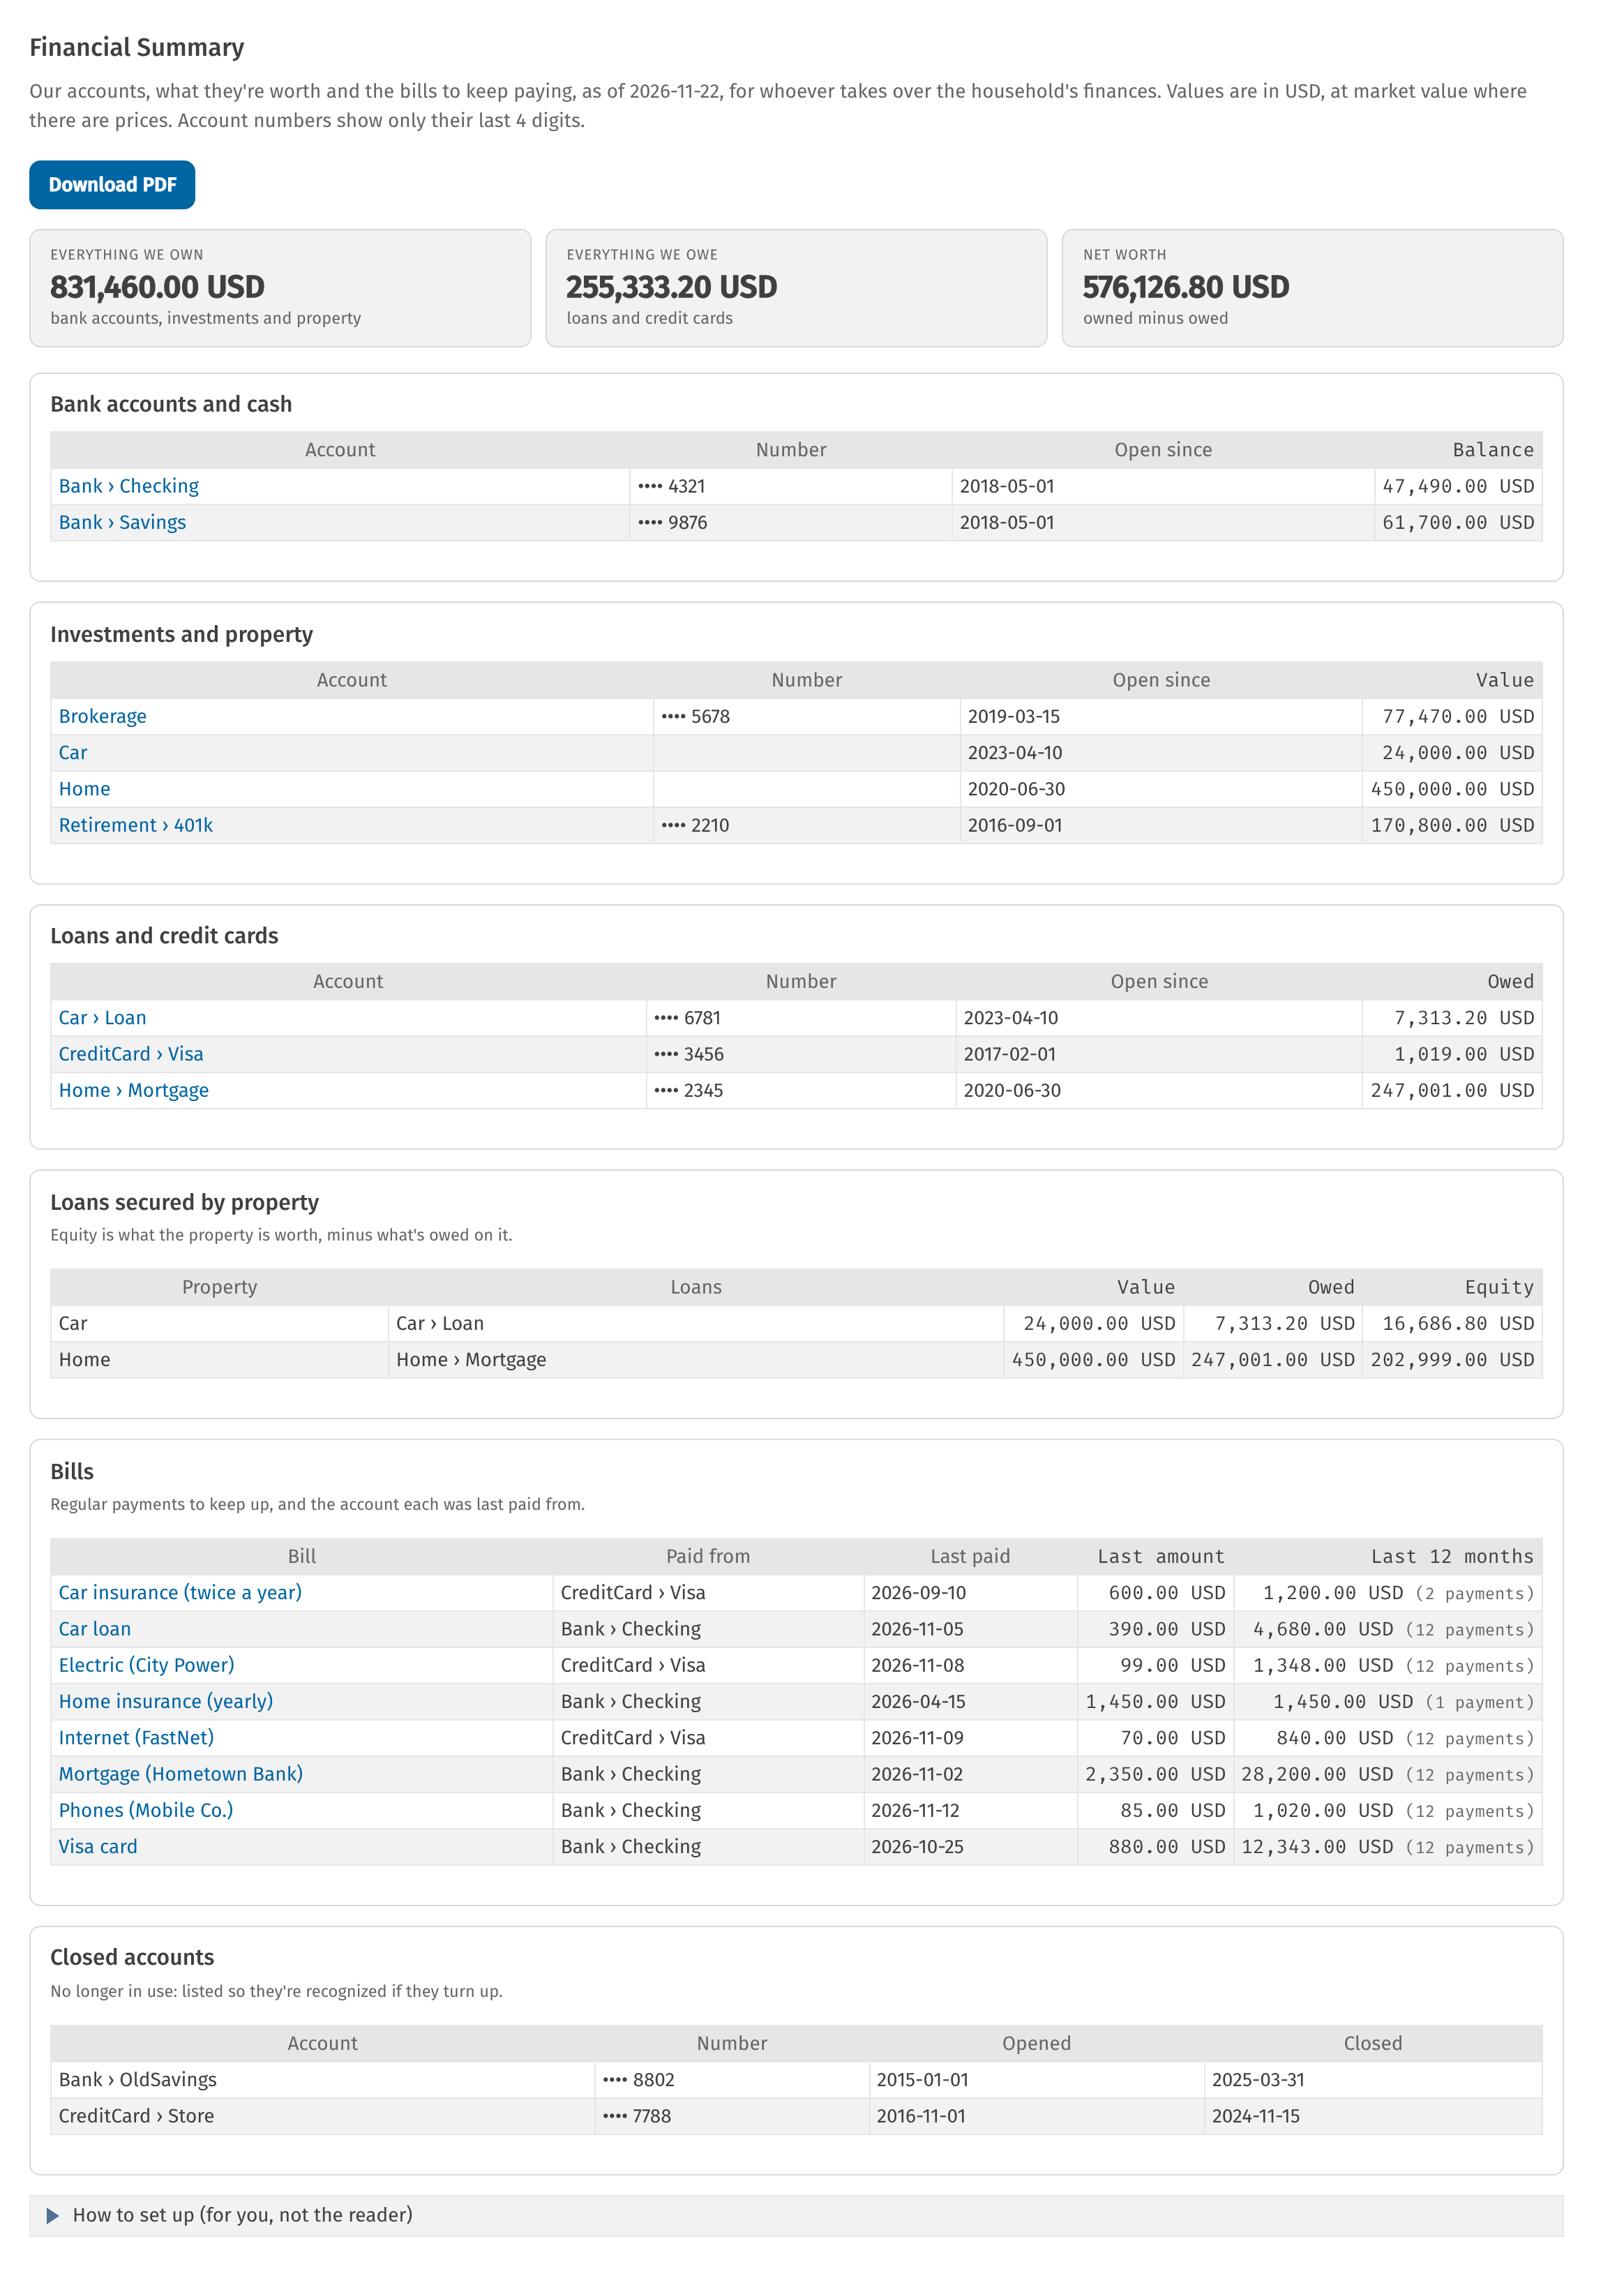 Financial Summary
Our accounts, what they're worth and the bills to keep paying, as of 2026-11-22, for whoever takes over the household's finances. Values are in USD, at market value where
there are prices. Account numbers show only their last 4 digits.
Download PDF
EVERYTHING WE OWN
831,460.00 USD
bank accounts, investments and property
EVERYTHING WE OWE
255,333.20 USD
loans and credit cards
NET WORTH
576,126.80 USD
owned minus owed
Bank accounts and cash
Account Number Open since Balance
Bank › Checking •••• 4321 2018-05-01 47,490.00 USD
Bank › Savings •••• 9876 2018-05-01 61,700.00 USD
Investments and property
Account Number Open since Value
Brokerage •••• 5678 2019-03-15 77,470.00 USD
Car 2023-04-10 24,000.00 USD
Home 2020-06-30 450,000.00 USD
Retirement › 401k •••• 2210 2016-09-01 170,800.00 USD
Loans and credit cards
Account Number Open since Owed
Car › Loan •••• 6781 2023-04-10 7,313.20 USD
CreditCard › Visa •••• 3456 2017-02-01 1,019.00 USD
Home › Mortgage •••• 2345 2020-06-30 247,001.00 USD
Loans secured by property
Equity is what the property is worth, minus what's owed on it.
Property Loans Value Owed Equity
Car Car › Loan 24,000.00 USD 7,313.20 USD 16,686.80 USD
Home Home › Mortgage 450,000.00 USD 247,001.00 USD 202,999.00 USD
Bills
Regular payments to keep up, and the account each was last paid from.
Bill Paid from Last paid Last amount Last 12 months
Car insurance (twice a year) CreditCard › Visa 2026-09-10 600.00 USD 1,200.00 USD (2 payments)
Car loan Bank › Checking 2026-11-05 390.00 USD 4,680.00 USD (12 payments)
Electric (City Power) CreditCard › Visa 2026-11-08 99.00 USD 1,348.00 USD (12 payments)
Home insurance (yearly) Bank › Checking 2026-04-15 1,450.00 USD 1,450.00 USD (1 payment)
Internet (FastNet) CreditCard › Visa 2026-11-09 70.00 USD 840.00 USD (12 payments)
Mortgage (Hometown Bank) Bank › Checking 2026-11-02 2,350.00 USD 28,200.00 USD (12 payments)
Phones (Mobile Co.) Bank › Checking 2026-11-12 85.00 USD 1,020.00 USD (12 payments)
Visa card Bank › Checking 2026-10-25 880.00 USD 12,343.00 USD (12 payments)
Closed accounts
No longer in use: listed so they're recognized if they turn up.
Account Number Opened Closed
Bank › OldSavings •••• 8802 2015-01-01 2025-03-31
CreditCard › Store •••• 7788 2016-11-01 2024-11-15
How to set up (for you, not the reader)